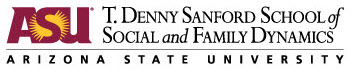 ASU T. DENNY SANFORD SCHOOL of
SOCIAL and FAMILY DYNAMICS
ARIZONA STATE UNIVERSITY